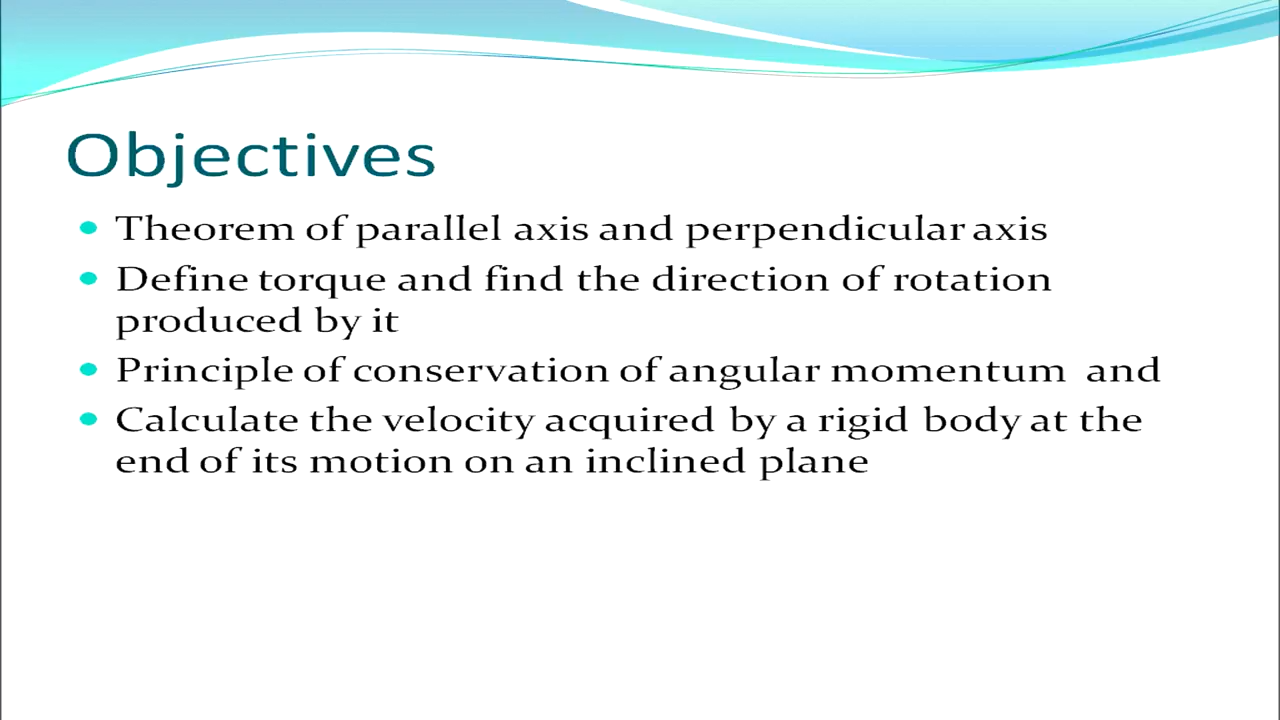 Objectives
Theorem of parallel axis and perpendicular axis
Define torque and find the direction of rotation
produced by it
Principle of conservation of angular momentum and
Calculate the velocity acquired by a rigid body at the
end of its motion on an inclined plane